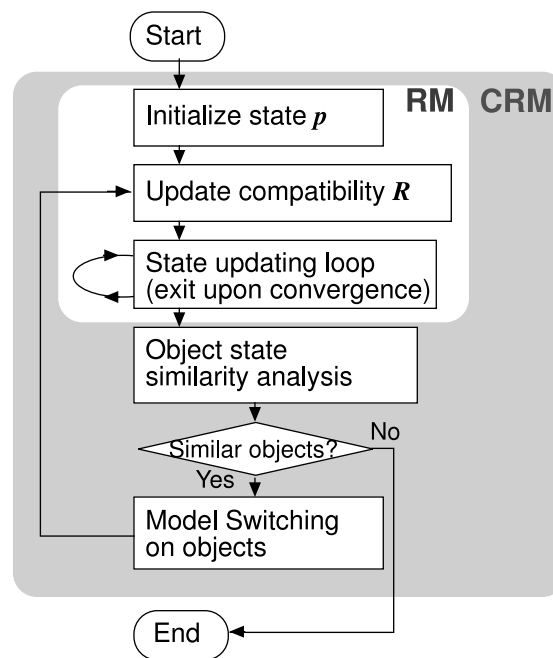 Start
RM CRM
Initialize state p
Update compatibility R
State updating loop
(exit upon convergence)
Object state
similarity analysis
Similar objects?
No
Yes
Model Switching
on objects
End